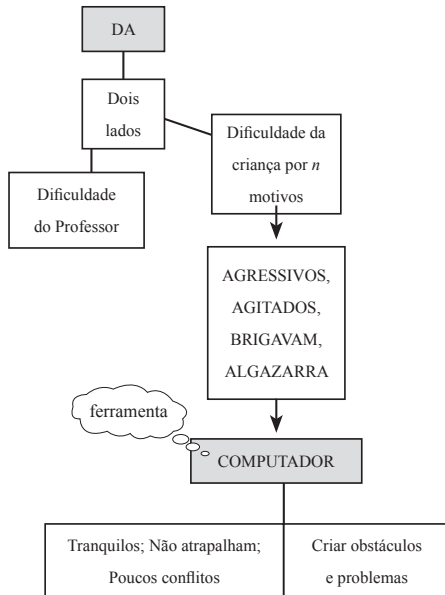 DA
Dois
lados
Dificuldade da
criança por n
motivos
Dificuldade
do Professor
AGRESSIVOS,
AGITADOS,
BRIGAVAM,
ALGAZARRA
ferramenta
COMPUTADOR
Tranquilos; Não atrapalham;
Poucos conflitos
Criar obstáculos
e problemas